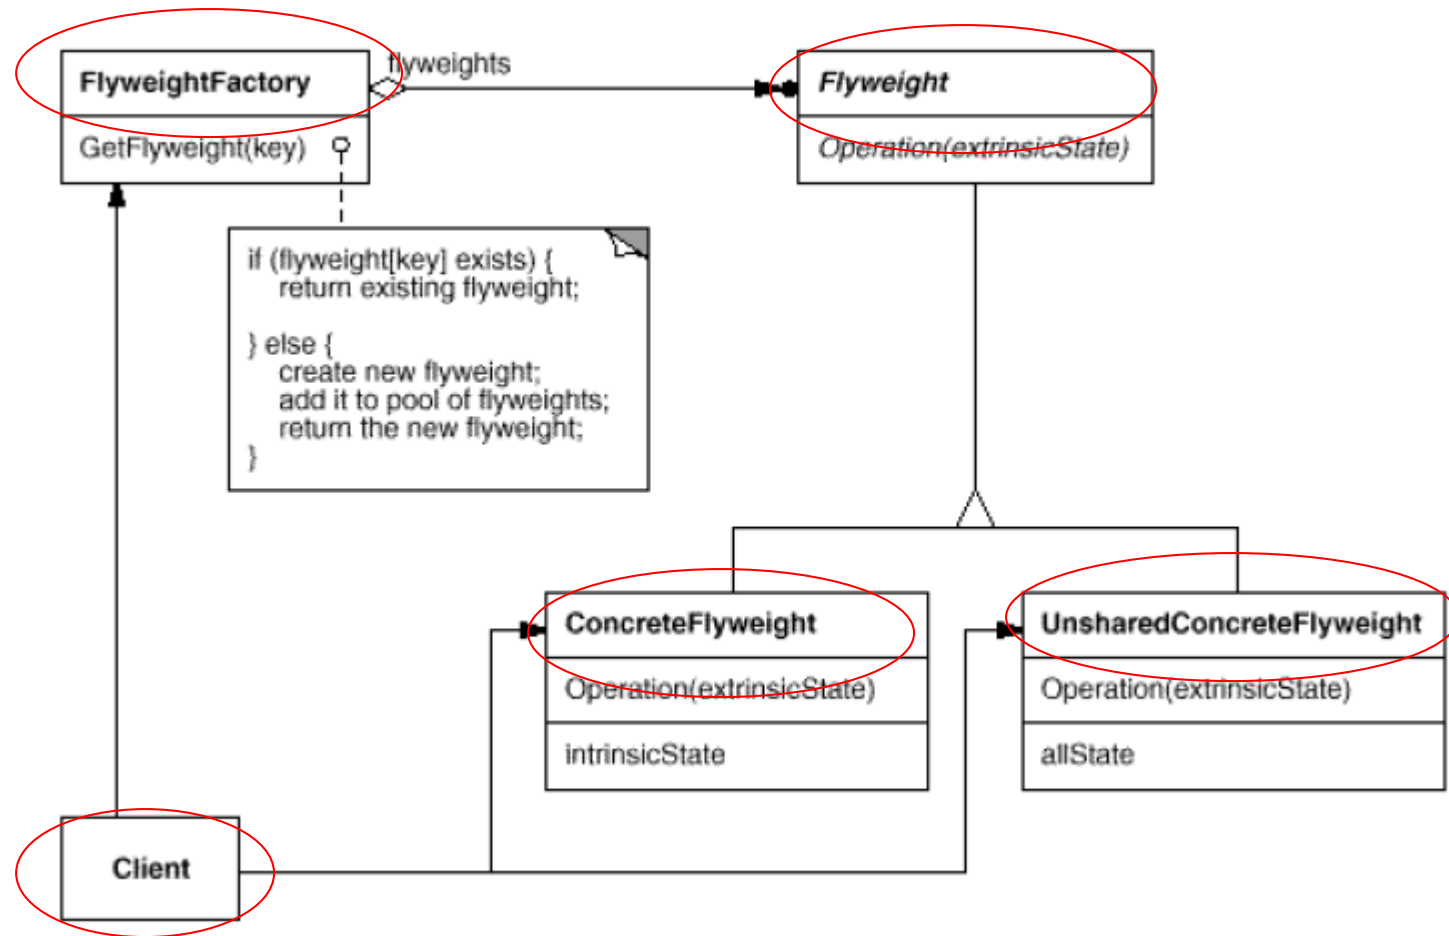 FlyweightFactory
GetFlyweight(key)
flyweights
Flyweight
Operation(extrinsicState)
if (flyweight[key] exists) {
return existing flyweight;
} else {
create new flyweight;
add it to pool of flyweights;
return the new flyweight;
}
ConcreteFlyweight
Operation(extrinsicState)
intrinsicState
UnsharedConcreteFlyweight
Operation(extrinsicState)
allState
Client